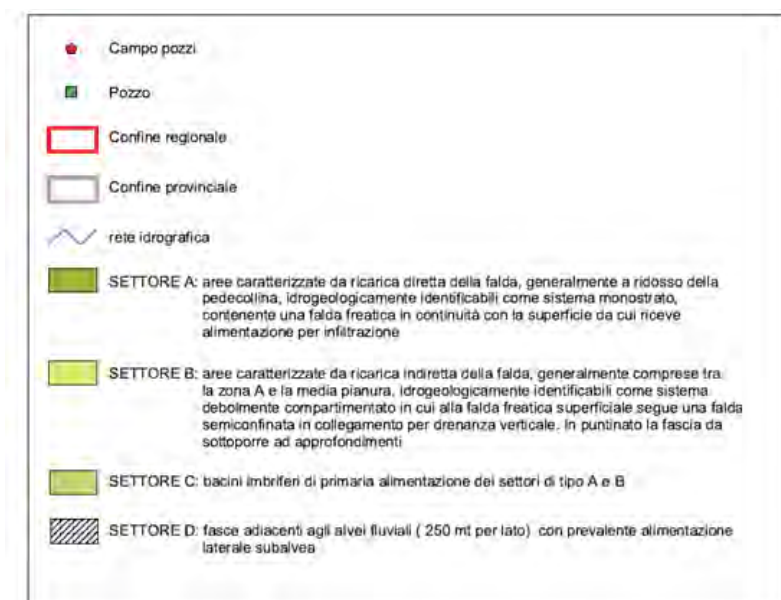 Campo pozzi
Pozzo
Confine regionale
Confine provinciale
rete idrografica
SETTORE A: aree caratterizzate da ricarica diretta della falda, generalmente a ridosso della
pedecollina, idrogeologicamente identificabili come sistema monostrato,
contenente una falda freatica in continuità con la superficie da cui riceve
alimentazione per infiltrazione
SETTORE B: aree caratterizzate da ricarica indiretta della falda, generalmente comprese tra
la zona A e la media pianura, idrogeologicamente identificabili come sistema
debolmente compartimentato in cui alla falda freatica superficiale segue una falda
semiconfinata in collegamento per drenanza verticale. In puntinato la fascia da
sottoporre ad approfondimenti
SETTORE C: bacini imbriferi di primaria alimentazione dei settori di tipo A e B
SETTORE D: fasce adiacenti agli alvei fluviali ( 250 mt per lato) con prevalente alimentazione
laterale subalvea